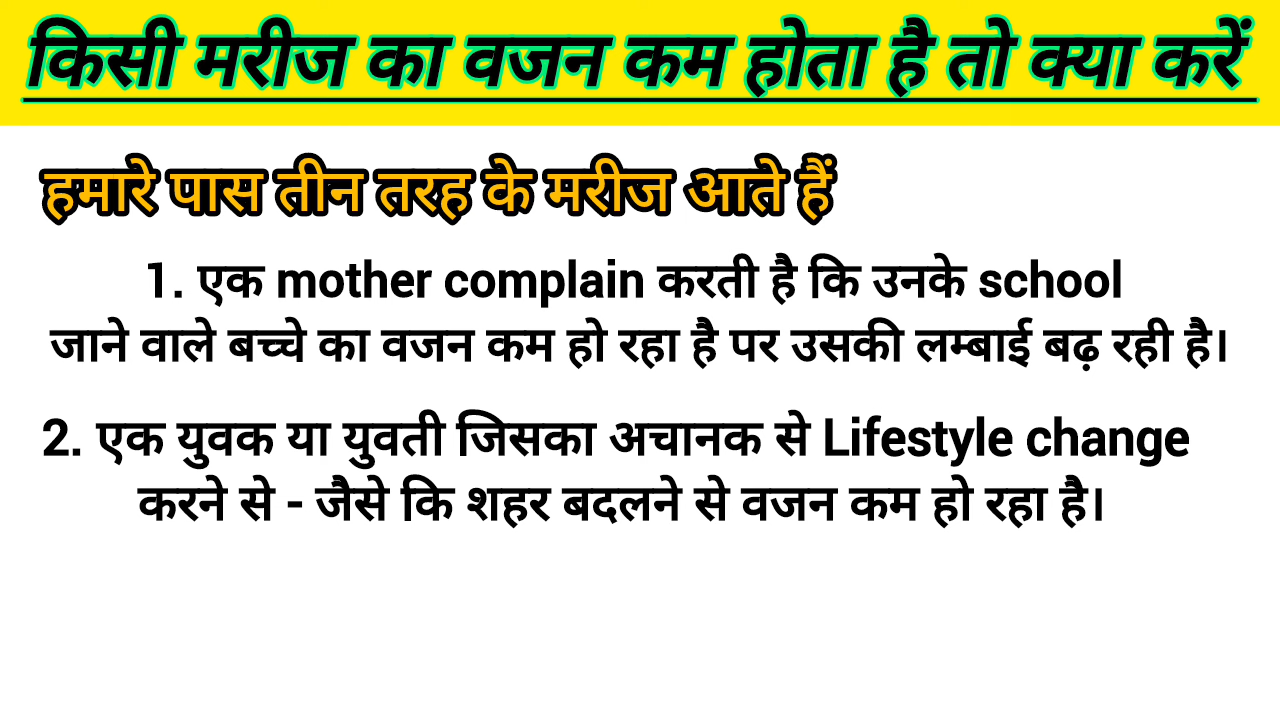 किसी मरीज का वजन कम होता है तो क्या करें
हमारे पास तीन तरह के मरीज आते हैं
1. एक mother complain करती है कि उनके school
जाने वाले बच्चे का वजन कम हो रहा है पर उसकी लम्बाई बढ़ रही है।
2. एक युवक या युवती जिसका अचानक से Lifestyle change
करने से - जैसे कि शहर बदलने से वजन कम हो रहा है।